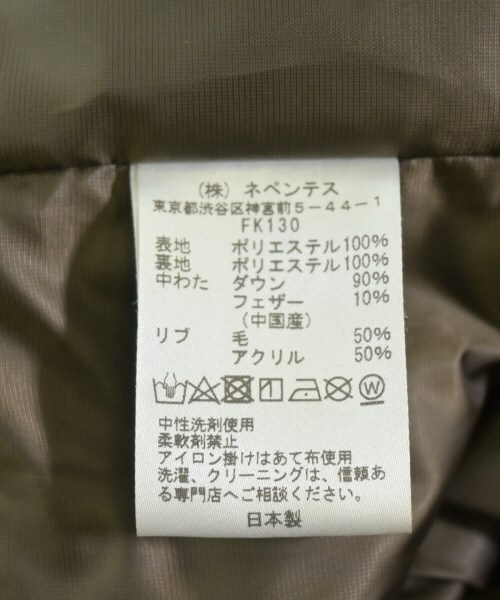 (株) ネペンテス
東京都渋谷区神宮前5-44-1
FK130
表地 ポリエステル100%
裏地 ポリエステル100%
中わた ダウン 90%
フェザー 10%
(中国産)
リブ 毛 50%
アクリル 50%
中性洗剤使用
柔軟剤禁止
アイロン掛けはあて布使用
洗濯、クリーニングは、信頼あ
る専門店へご相談ください。
日本製